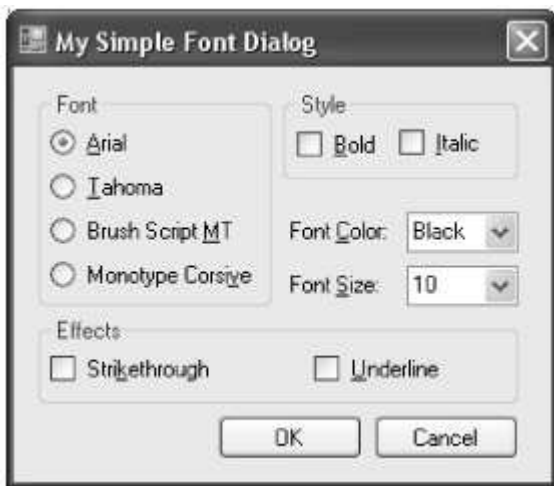 My Simple Font Dialog
Font
Arial
Tahoma
Brush Script MT
Monotype Corsive
Style
Bold Italic
Font Color: Black
Font Size: 10
Effects
Strikethrough Underline
OK Cancel